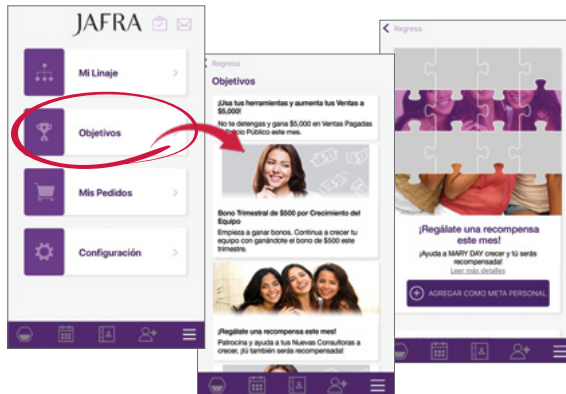 JAFRA
Mi Linaje
Objetivos
Mis Pedidos
Configuración
Regresa
Objetivos
¡Usa tus herramientas y aumenta tus Ventas a
$5,000!
No te detengas y gana $5,000 en Ventas Pagadas
Precio Público este mes.
Bono Trimestral de $500 por Crecimiento del
Equipo
Empieza a ganar bonos. Continua a crecer tu
equipo con ganándote el bono de $500 este
trimestre.
¡Regálate una recompensa este mes!
Patrocina y ayuda a tus Nuevas Consultoras a
crecer, ¡tú también serás recompensada!
Regresa
¡Regálate una recompensa
este mes!
¡Ayuda a MARY DAY crecer y tú serás
recompensada!
Leer más detalles
AGREGAR COMO META PERSONAL